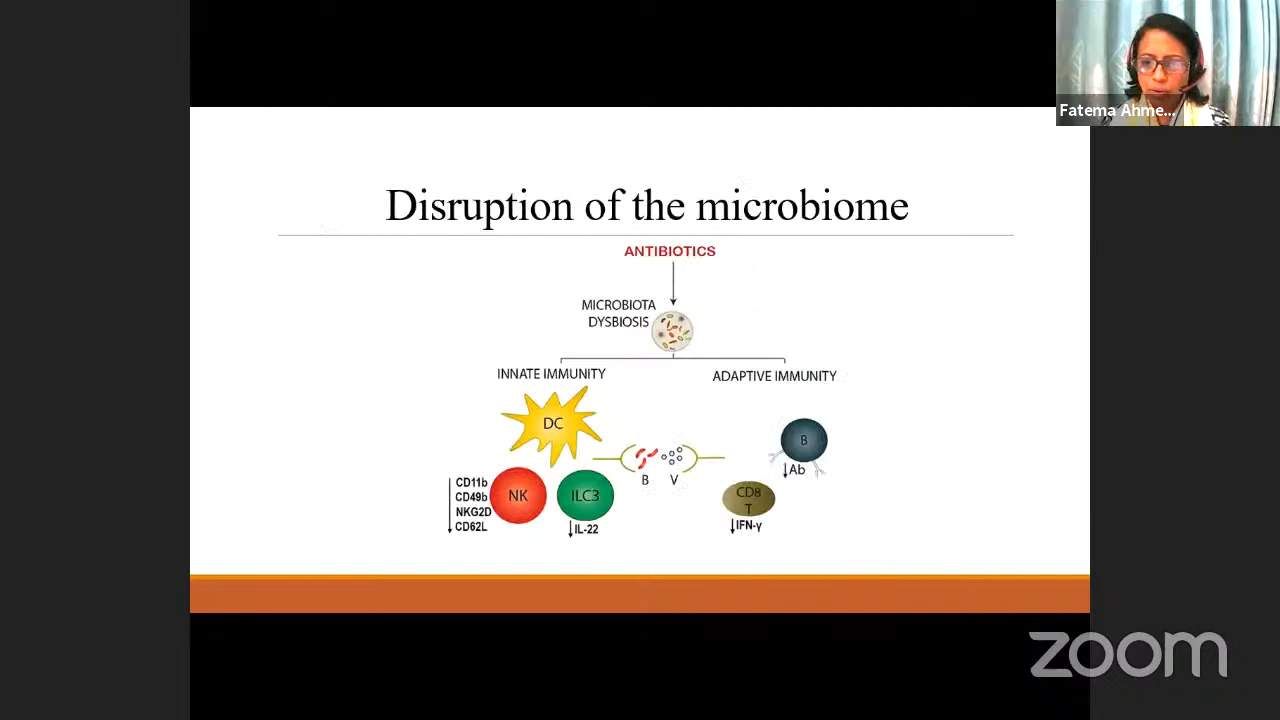 Fatema Ahme...
Disruption of the microbiome
ANTIBIOTICS
MICROBIOTA
DYSBIOSIS
INNATE IMMUNITY
ADAPTIVE IMMUNITY
DC
B
B V
↓Ab
CD11b
CD49b
NKG2D
CD62L
NK
ILC3
↓IL-22
CD8
T
↓IFN-γ
zoom